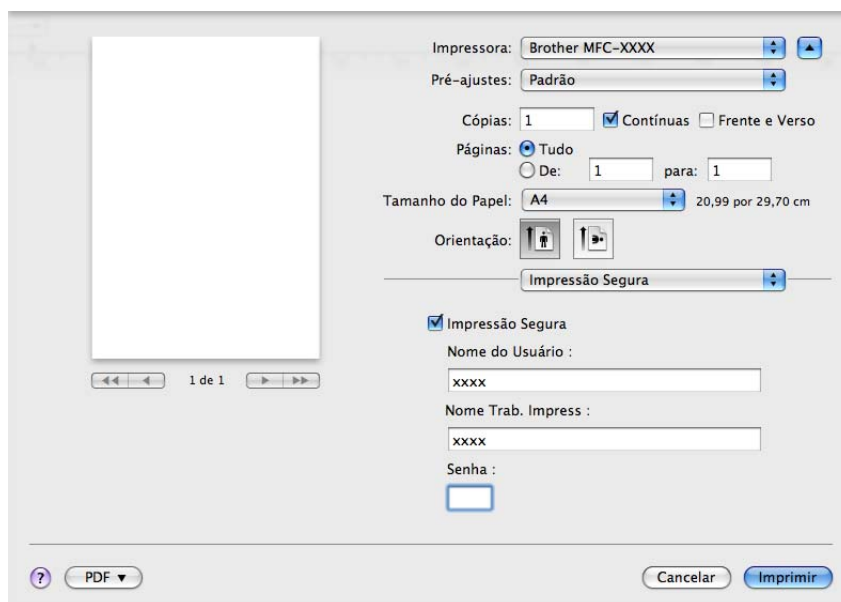 Impressora: Brother MFC-XXXX
Pré-ajustes: Padrão
Cópias: 1 Contínuas Frente e Verso
Páginas: Tudo
De: 1 para: 1
Tamanho do Papel: A4 20,99 por 29,70 cm
Orientação:
Impressão Segura
Impressão Segura
Nome do Usuário :
xxxx
Nome Trab. Impress :
xxxx
Senha :
1 de 1
? PDF ▼ Cancelar Imprimir